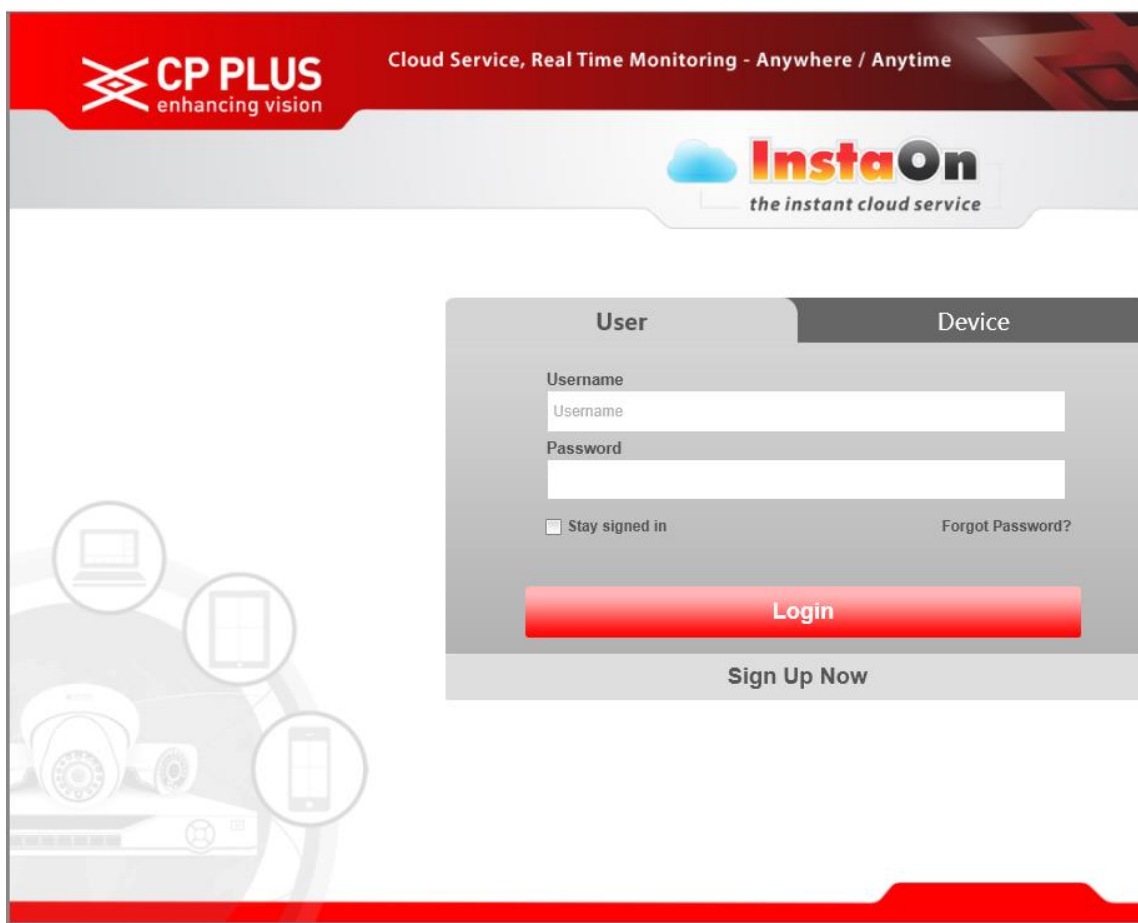 CP PLUS
enhancing vision
Cloud Service, Real Time Monitoring - Anywhere / Anytime
InstaOn
the instant cloud service
User Device
Username
Username
Password
Stay signed in Forgot Password?
Login
Sign Up Now